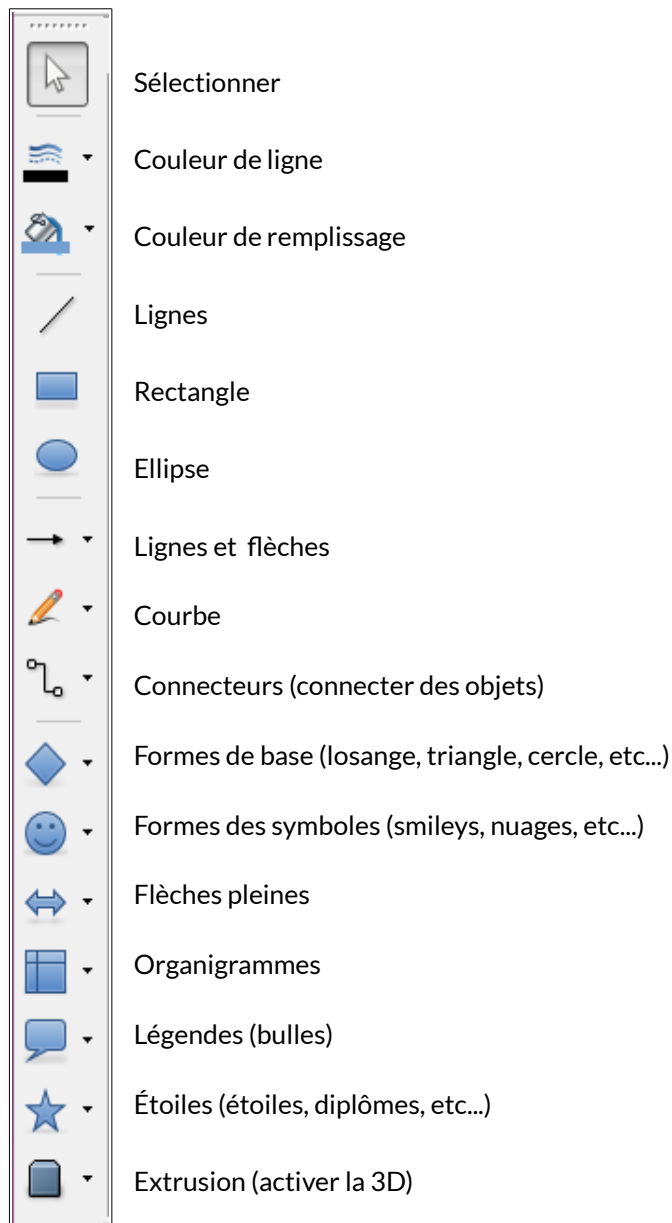 Sélectionner
Couleur de ligne
Couleur de remplissage
Lignes
Rectangle
Ellipse
Lignes et flèches
Courbe
Connecteurs (connecter des objets)
Formes de base (losange, triangle, cercle, etc...)
Formes des symboles (smileys, nuages, etc...)
Flèches pleines
Organigrammes
Légendes (bulles)
Étoiles (étoiles, diplômes, etc...)
Extrusion (activer la 3D)